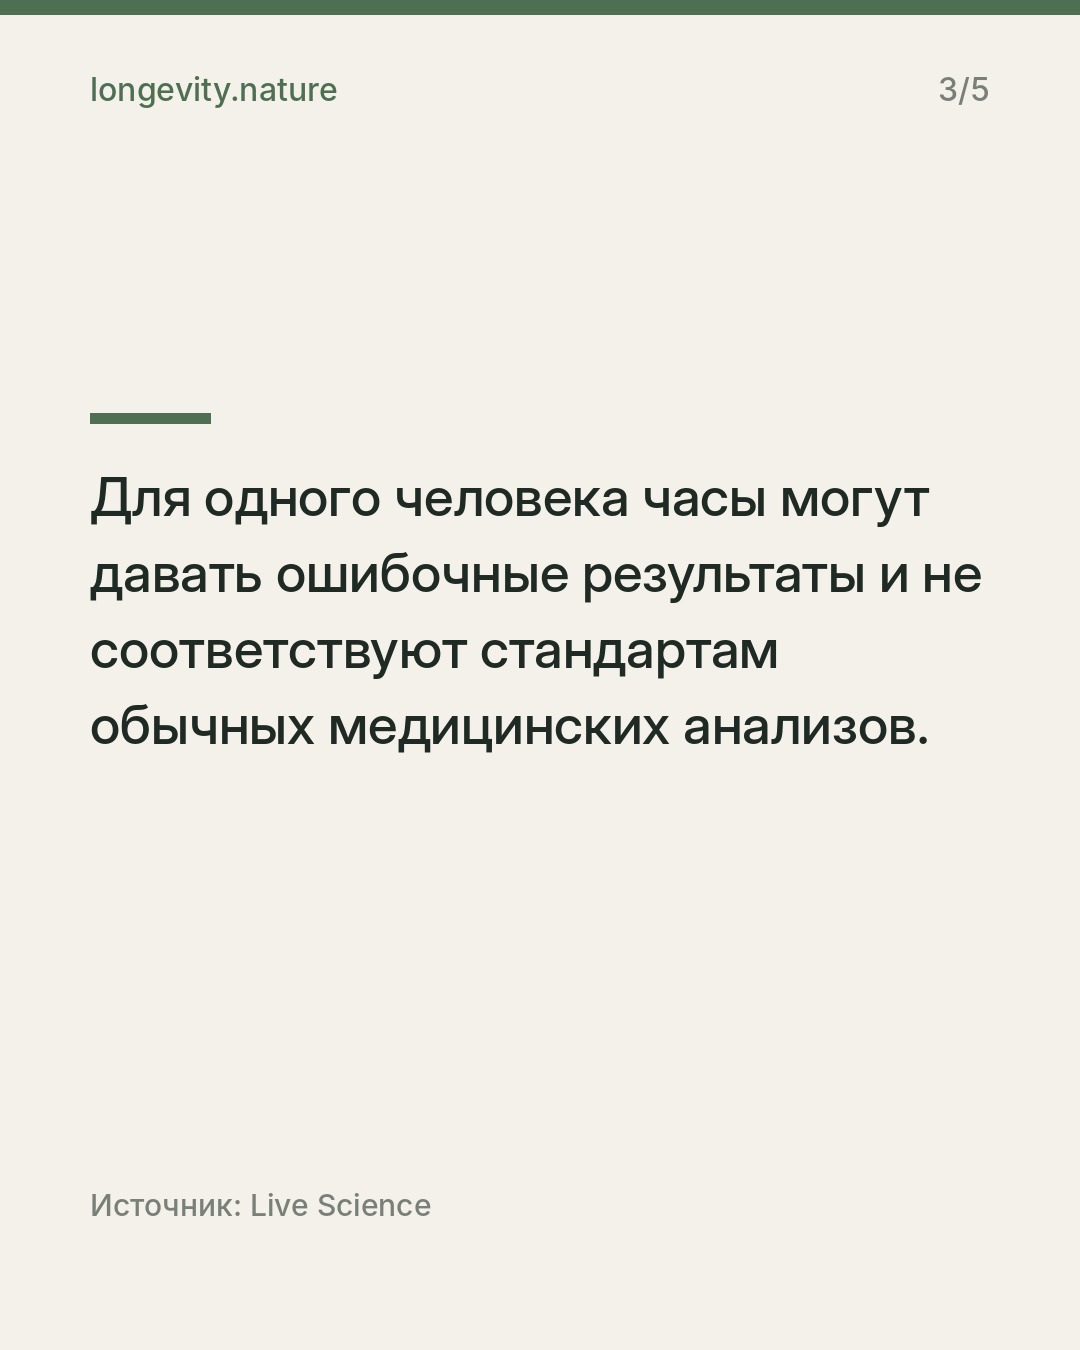 longevity.nature
3/5
Для одного человека часы могут
давать ошибочные результаты и не
соответствуют стандартам
обычных медицинских анализов.
Источник: Live Science